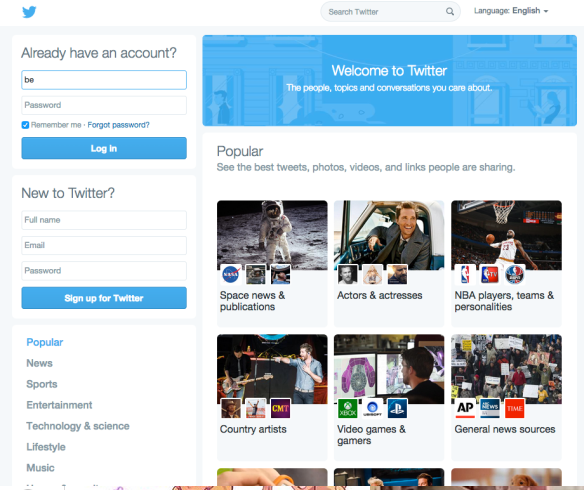 Search Twitter
Language: English
Already have an account?
be
Password
Remember me · Forgot password?
Log in
New to Twitter?
Full name
Email
Password
Sign up for Twitter
Popular
News
Sports
Entertainment
Technology & science
Lifestyle
Music
Welcome to Twitter
The people, topics and conversations you care about.
Popular
See the best tweets, photos, videos, and links people are sharing.
NASA
Space news &
publications
Actors & actresses
NBA players, teams &
personalities
CMT
Country artists
XBOX
UBISOFT
Video games &
gamers
AP
abc NEWS
TIME
General news sources